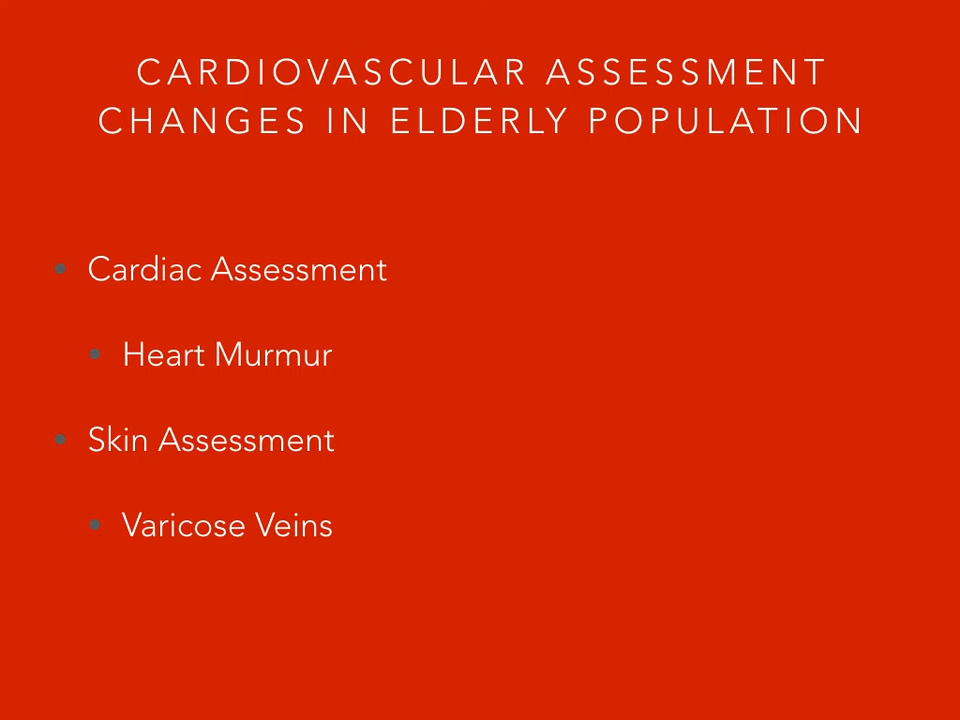 CARDIOVASCULAR ASSESSMENT
CHANGES IN ELDERLY POPULATION
• Cardiac Assessment
• Heart Murmur
• Skin Assessment
• Varicose Veins